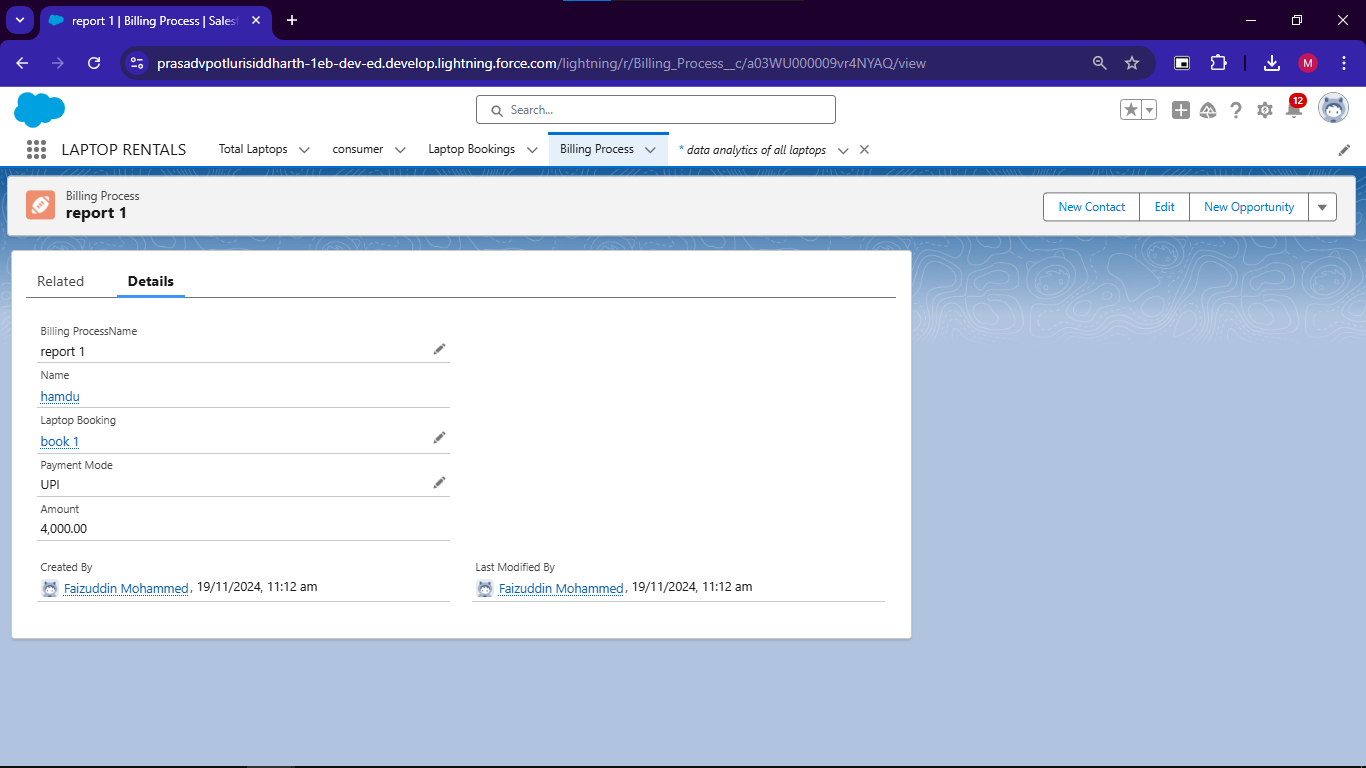 report 1 | Billing Process | Sales
prasadvpotlurisiddharth-1eb-dev-ed.develop.lightning.force.com/lightning/r/Billing_Process__c/a03WU000009vr4NYAQ/view
M
Search...
12
LAPTOP RENTALS
Total Laptops
consumer
Laptop Bookings
Billing Process
* data analytics of all laptops
Billing Process
report 1
New Contact
Edit
New Opportunity
Related
Details
Billing ProcessName
report 1
Name
hamdu
Laptop Booking
book 1
Payment Mode
UPI
Amount
4,000.00
Created By
Faizuddin Mohammed, 19/11/2024, 11:12 am
Last Modified By
Faizuddin Mohammed, 19/11/2024, 11:12 am